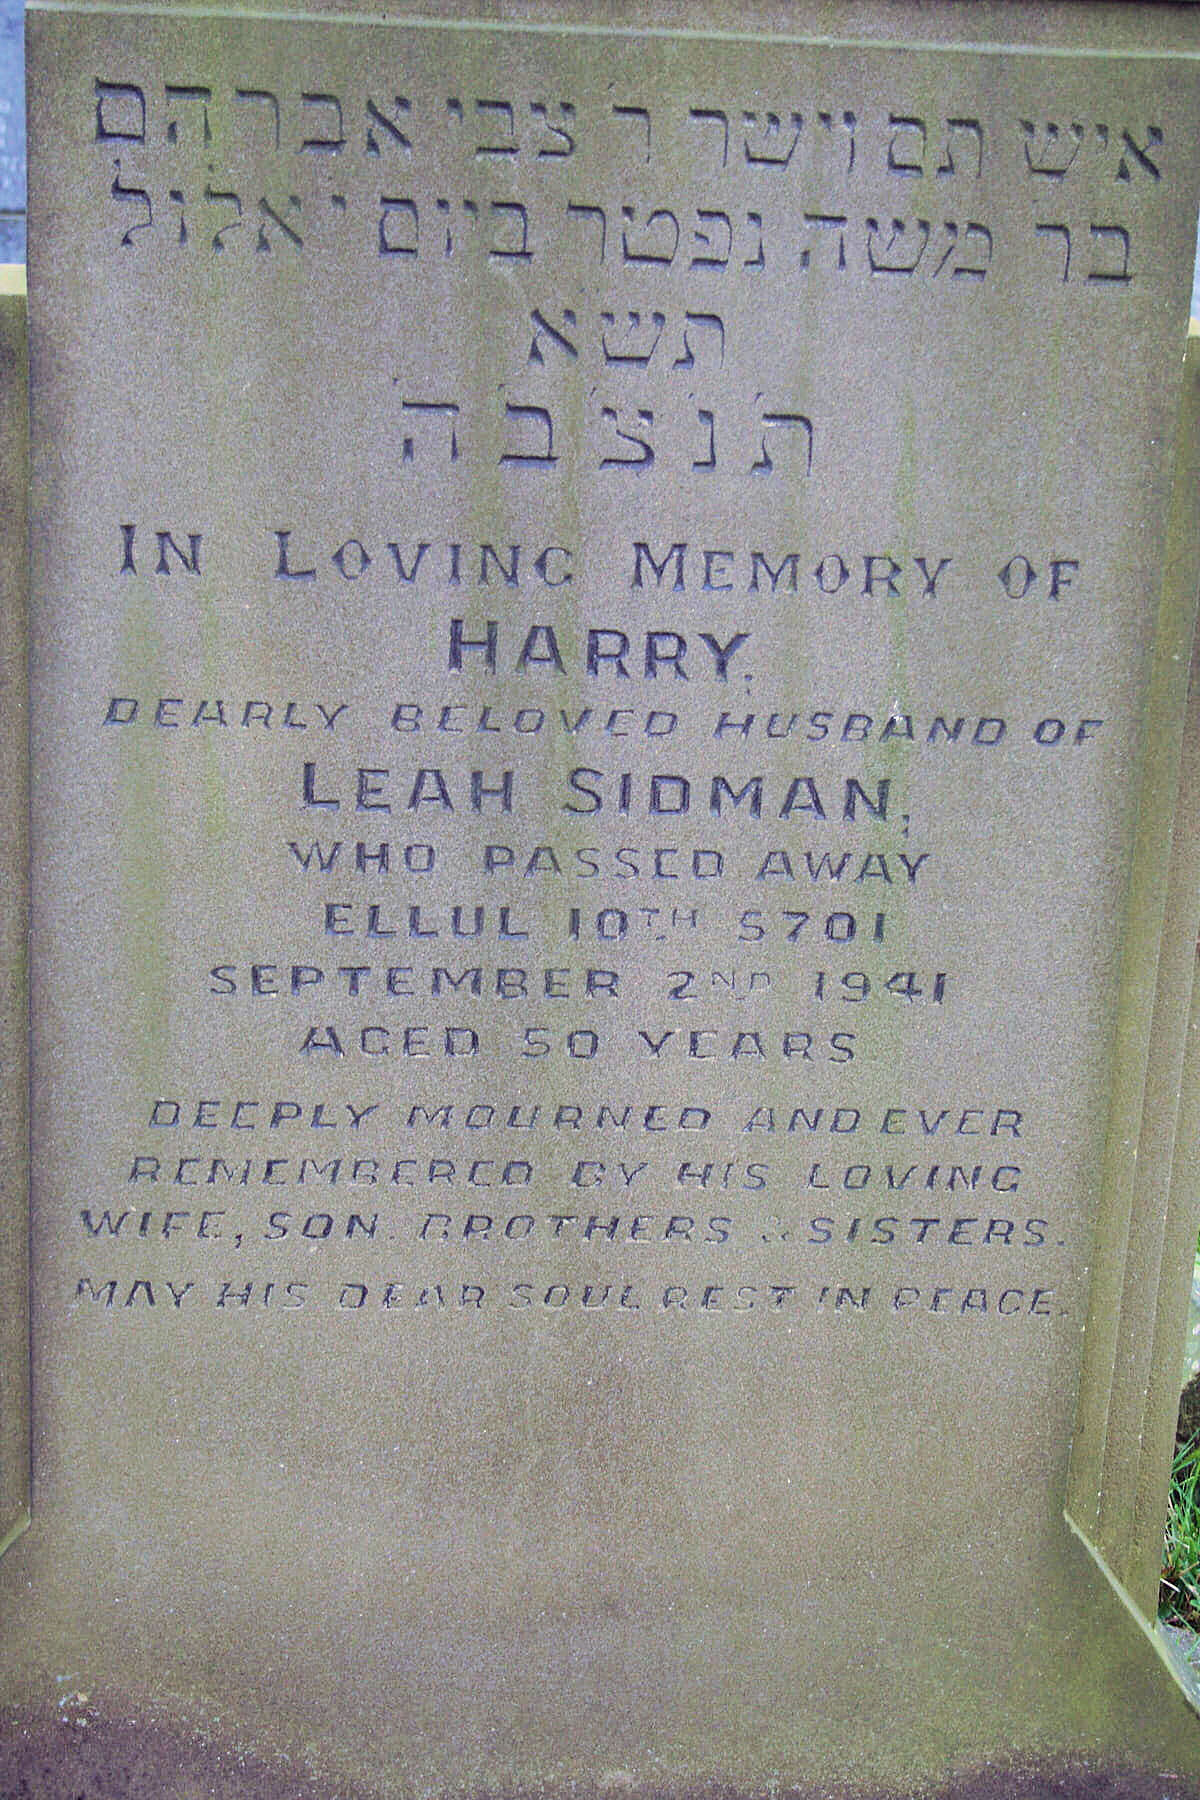 איש תם וישר ר צבי אברהם
בר משה נפטר ביום י אלול
תשא
ת נ צ ב ה
IN LOVING MEMORY OF
HARRY.
DEARLY BELOVED HUSBAND OF
LEAH SIDMAN,
WHO PASSED AWAY
ELLUL 10TH 5701
SEPTEMBER 2ND 1941
AGED 50 YEARS
DEEPLY MOURNED AND EVER
REMEMBERED BY HIS LOVING
WIFE, SON. BROTHERS & SISTERS.
MAY HIS DEAR SOUL REST IN PEACE.